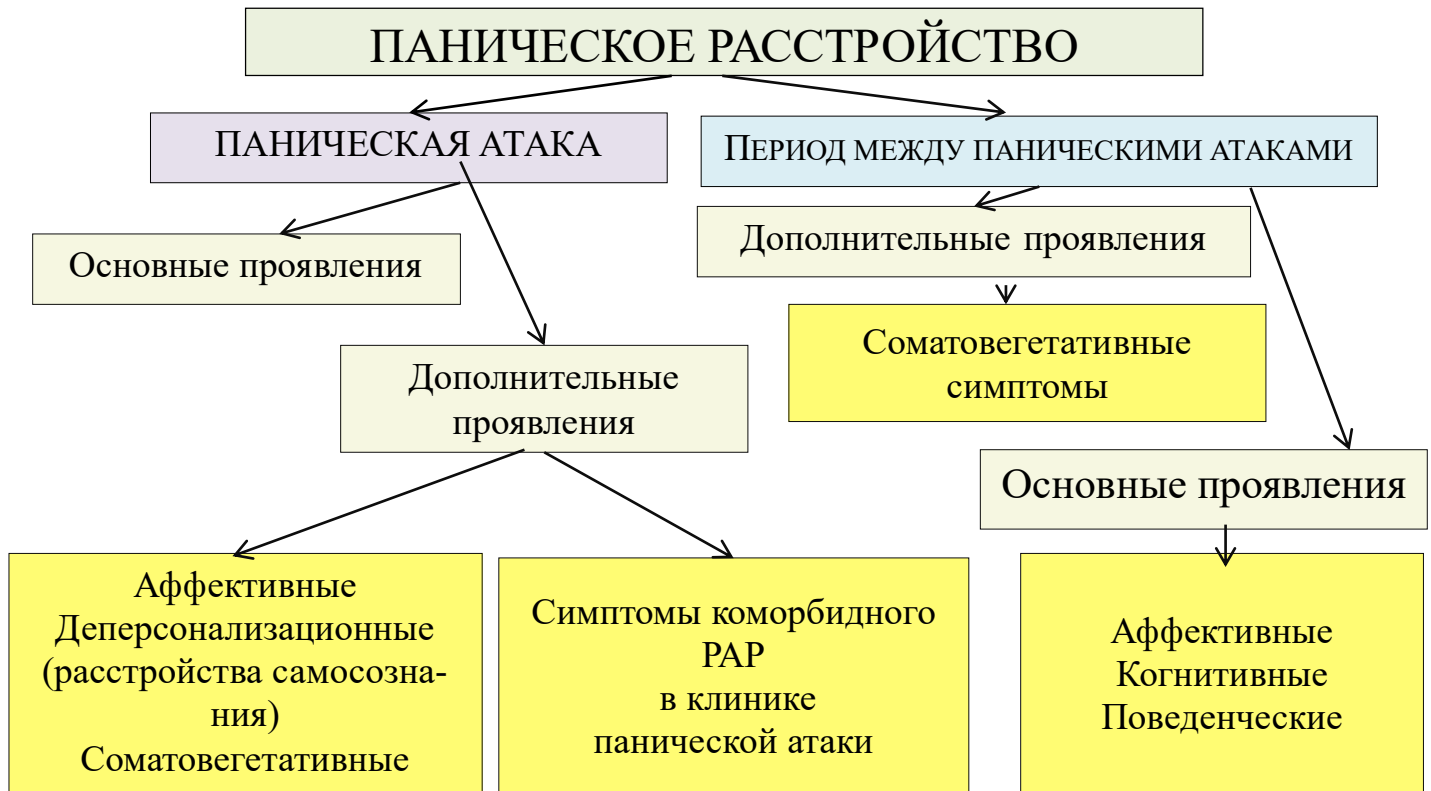 ПАНИЧЕСКОЕ РАССТРОЙСТВО
ПАНИЧЕСКАЯ АТАКА
ПЕРИОД МЕЖДУ ПАНИЧЕСКИМИ АТАКАМИ
Основные проявления
Дополнительные проявления
Соматовегетативные
симптомы
Дополнительные
проявления
Основные проявления
Аффективные
Деперсонализационные
(расстройства самосозна-
ния)
Соматовегетативные
Симптомы коморбидного
РАР
в клинике
панической атаки
Аффективные
Когнитивные
Поведенческие